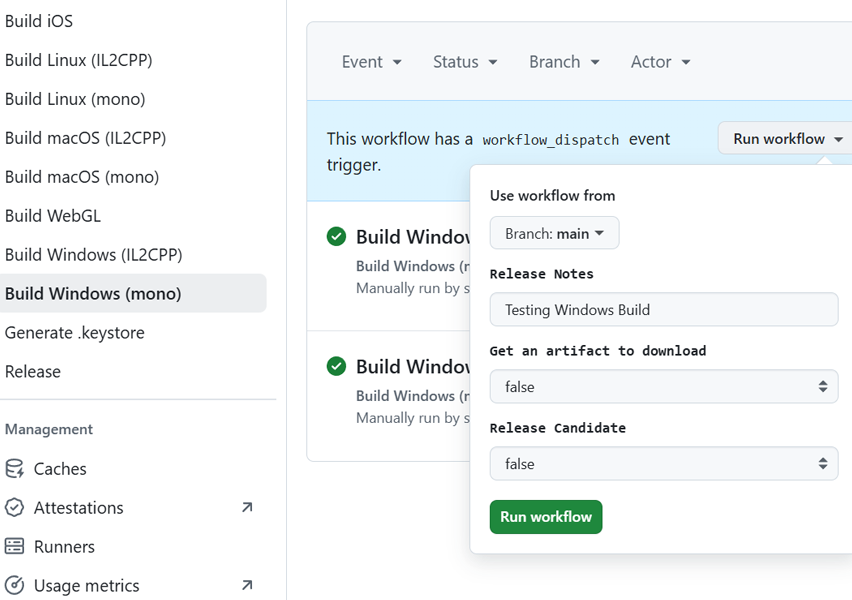 Build iOS
Build Linux (IL2CPP)
Build Linux (mono)
Build macOS (IL2CPP)
Build macOS (mono)
Build WebGL
Build Windows (IL2CPP)
Build Windows (mono)
Generate .keystore
Release
Management
Caches
Attestations
Runners
Usage metrics
Event
Status
Branch
Actor
This workflow has a workflow_dispatch event
trigger.
Run workflow
Build
Build Windows
Manually run by
Build
Build Windows
Manually run by
Use workflow from
Branch: main
Release Notes
Testing Windows Build
Get an artifact to download
false
Release Candidate
false
Run workflow